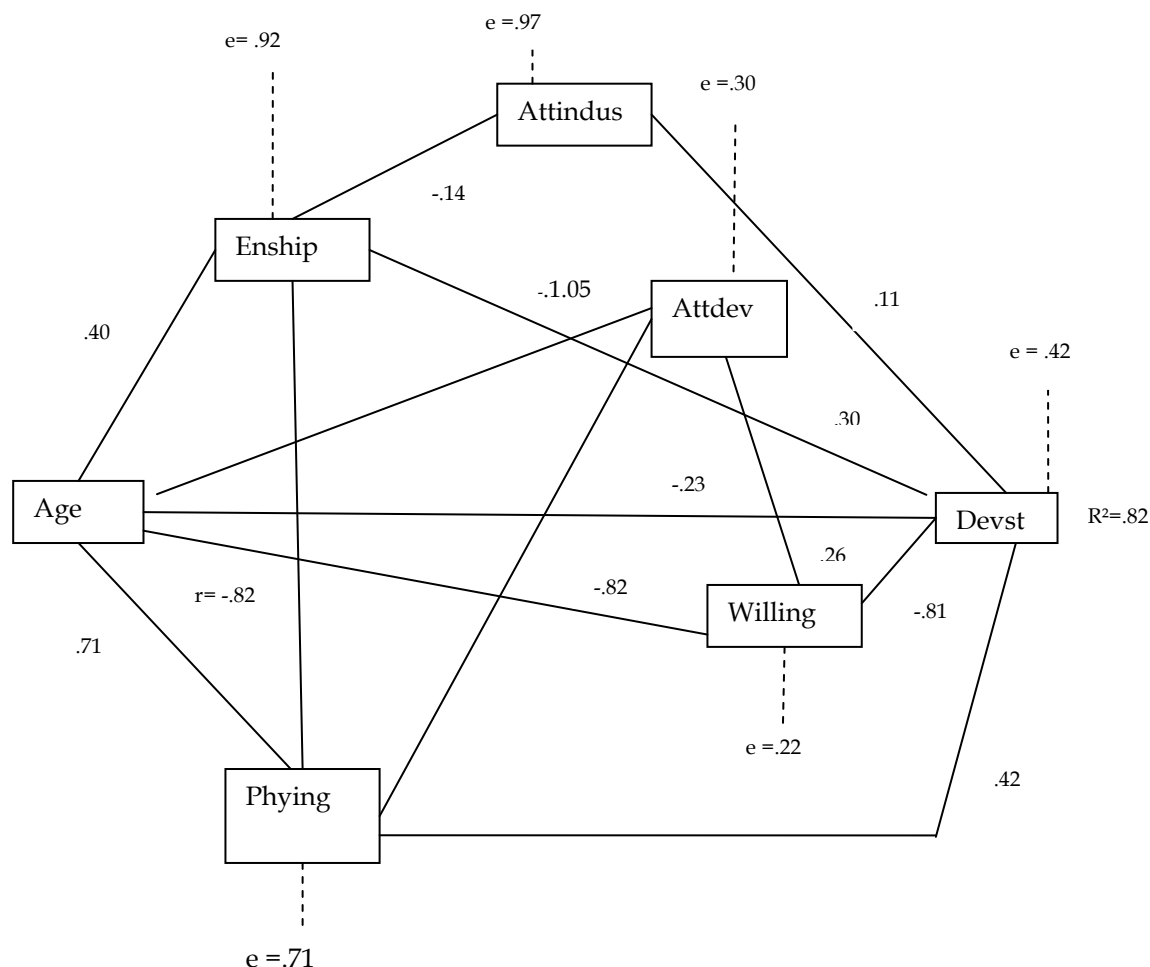 e =.97
e= .92
e =.30
Attindus
-.14
Enship
-.1.05
Attdev
.11
.40
e = .42
.30
-.23
Age
Devst
R²=.82
.26
r= -.82
-.82
Willing
-.81
.71
e =.22
.42
Phying
e =.71